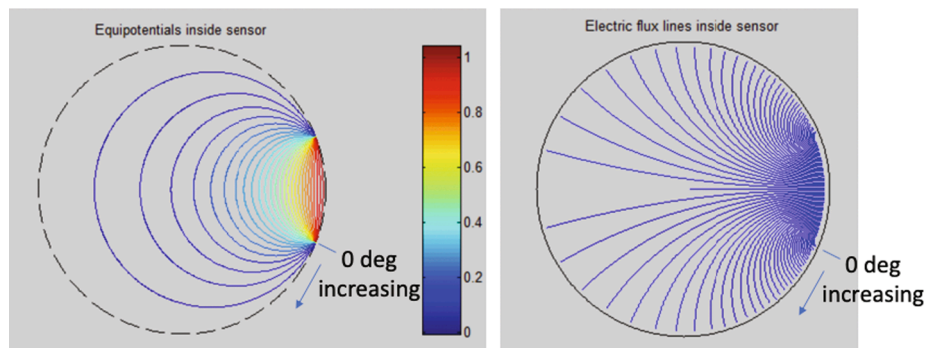 Equipotentials inside sensor
1
0.8
0.6
0.4
0.2
0
0 deg
increasing
Electric flux lines inside sensor
0 deg
increasing